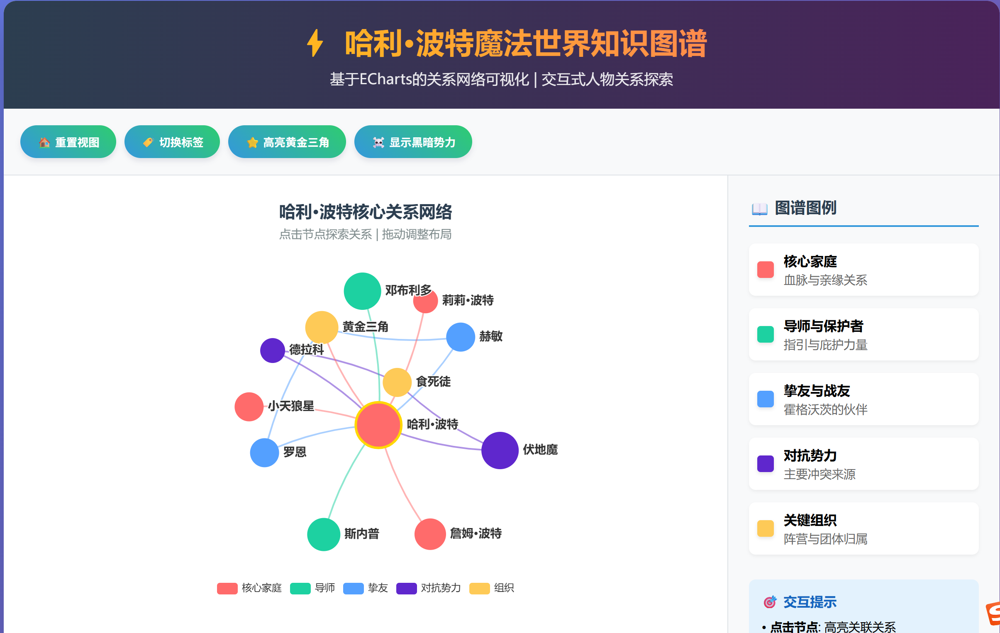 哈利·波特魔法世界知识图谱
基于ECharts的关系网络可视化 | 交互式人物关系探索
重置视图
切换标签
高亮黄金三角
显示黑暗势力
哈利·波特核心关系网络
点击节点探索关系 | 拖动调整布局
邓布利多
莉莉·波特
黄金三角
赫敏
德拉科
食死徒
小天狼星
哈利·波特
罗恩
伏地魔
斯内普
詹姆·波特
核心家庭
导师
挚友
对抗势力
组织
图谱图例
核心家庭
血脉与亲缘关系
导师与保护者
指引与庇护力量
挚友与战友
霍格沃茨的伙伴
对抗势力
主要冲突来源
关键组织
阵营与团体归属
交互提示
• 点击节点: 高亮关联关系